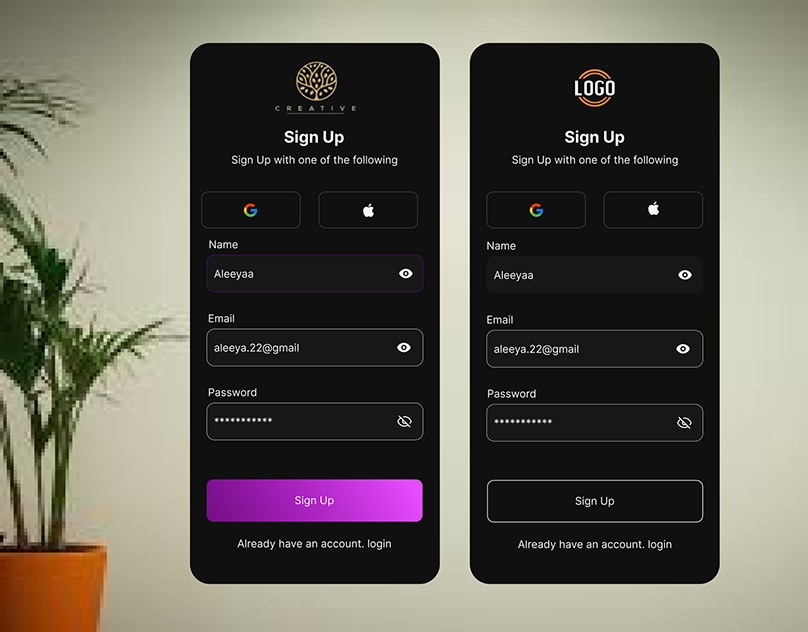 CREATIVE
Sign Up
Sign Up with one of the following
Name
Aleeyaa
Email
aleeya.22@gmail
Password
***********
Sign Up
Already have an account. login
LOGO
Sign Up
Sign Up with one of the following
Name
Aleeyaa
Email
aleeya.22@gmail
Password
***********
Sign Up
Already have an account. login